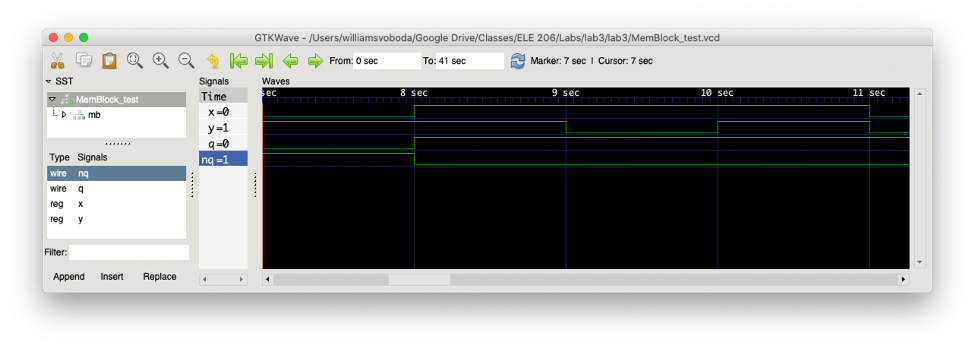 GTKWave - /Users/williamsvoboda/Google Drive/Classes/ELE 206/Labs/lab3/lab3/MemBlock_test.vcd
From: 0 sec To: 41 sec Marker: 7 sec | Cursor: 7 sec
SST
MemBlock_test
mb
Type Signals
wire nq
wire q
reg x
reg y
Filter:
Append Insert Replace
Signals
Time
x=0
y=1
q=0
nq=1
Waves
sec 8 sec 9 sec 10 sec 11 sec